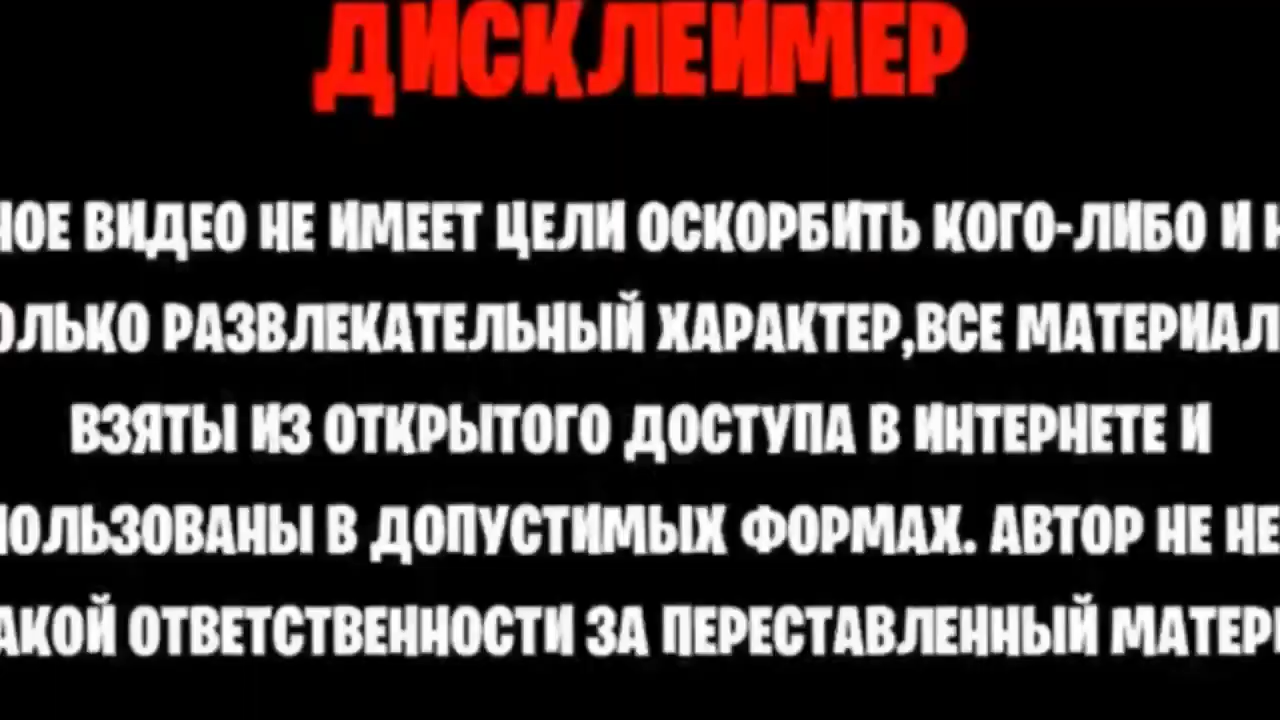 ДИСКЛЕЙМЕР
НОЕ ВИДЕО НЕ ИМЕЕТ ЦЕЛИ ОСКОРБИТЬ КОГО-ЛИБО И Н
ОЛЬКО РАЗВЛЕКАТЕЛЬНЫЙ ХАРАКТЕР,ВСЕ МАТЕРИАЛ
ВЗЯТЫ ИЗ ОТКРЫТОГО ДОСТУПА В ИНТЕРНЕТЕ И
ПОЛЬЗОВАНЫ В ДОПУСТИМЫХ ФОРМАХ. АВТОР НЕ НЕ
АКОЙ ОТВЕТСТВЕННОСТИ ЗА ПЕРЕСТАВЛЕННЫЙ МАТЕРИ